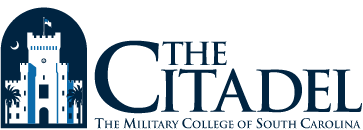 THE
CITADEL
THE MILITARY COLLEGE OF SOUTH CAROLINA